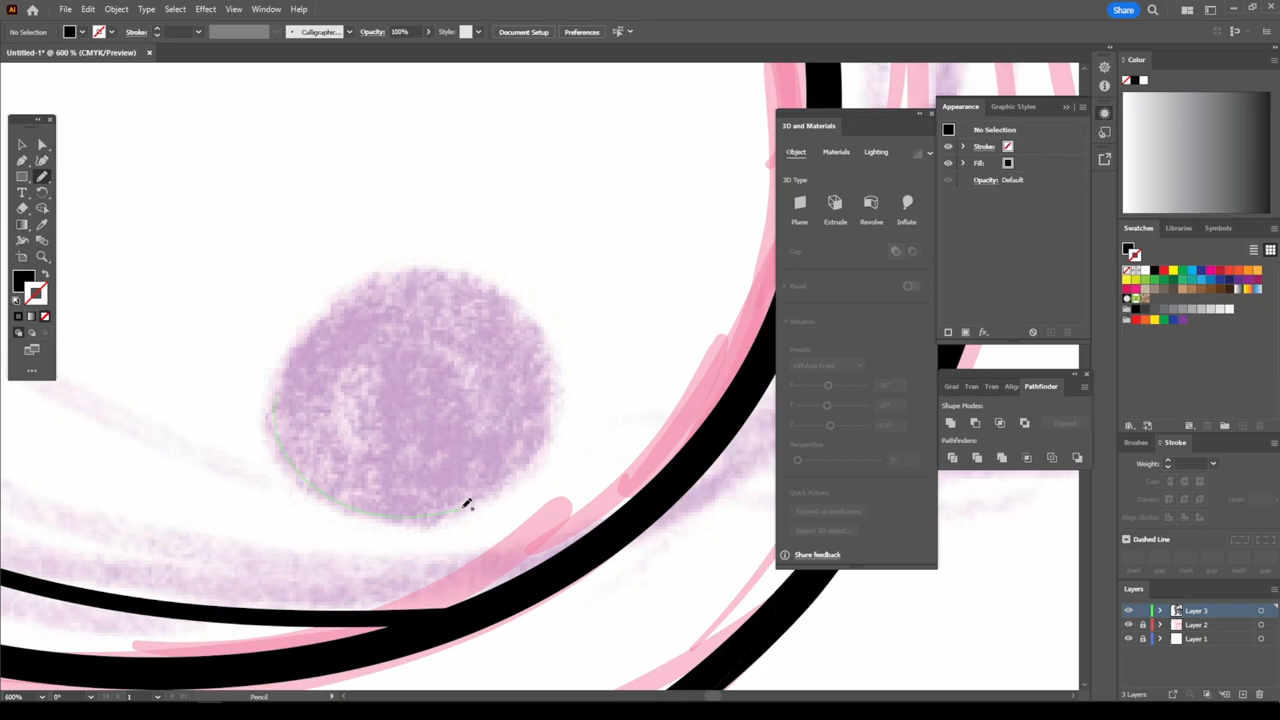 Ai File Edit Object Type Select Effect View Window Help Share
No Selection Stroke: Calligraphic... Opacity: 100% Style: Document Setup Preferences
Untitled-1* @ 600 % (CMYK/Preview) ×
Color
Appearance Graphic Styles
3D and Materials
No Selection
Object Materials Lighting
Stroke:
Fill:
3D Type
Opacity: Default
Plane Extrude Revolve Inflate
Swatches Libraries Symbols
Cap
Bevel
Rotation
Presets
Off-Axis Front
X
Y
Z
Perspective
Grad Tran Tran Align Pathfinder
Shape Modes:
Expand
Brushes Stroke
Pathfinders:
Weight:
Cap:
Corner: Limit
Align Stroke:
Quick Actions
Expand as wireframe
Export 3D object...
Dashed Line
Share feedback
dash gap dash gap dash gap
Layers
Layer 3
Layer 2
Layer 1
600% 0° 1 Pencil 3 Layers